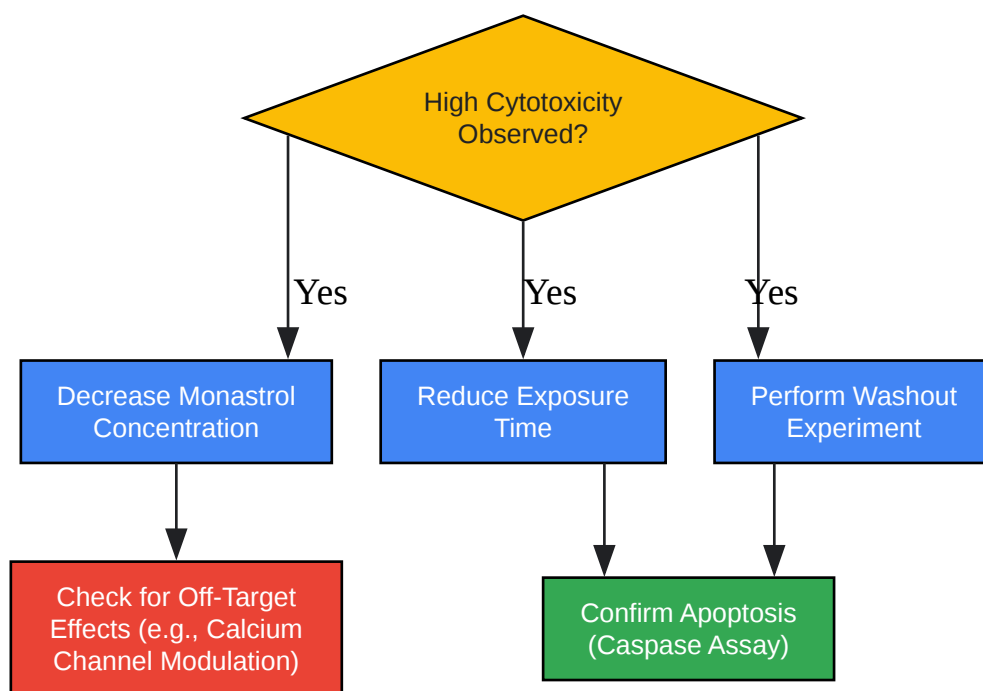 High Cytotoxicity
Observed?
Yes
Yes
Yes
Decrease Monastrol
Concentration
Reduce Exposure
Time
Perform Washout
Experiment
Check for Off-Target
Effects (e.g., Calcium
Channel Modulation)
Confirm Apoptosis
(Caspase Assay)